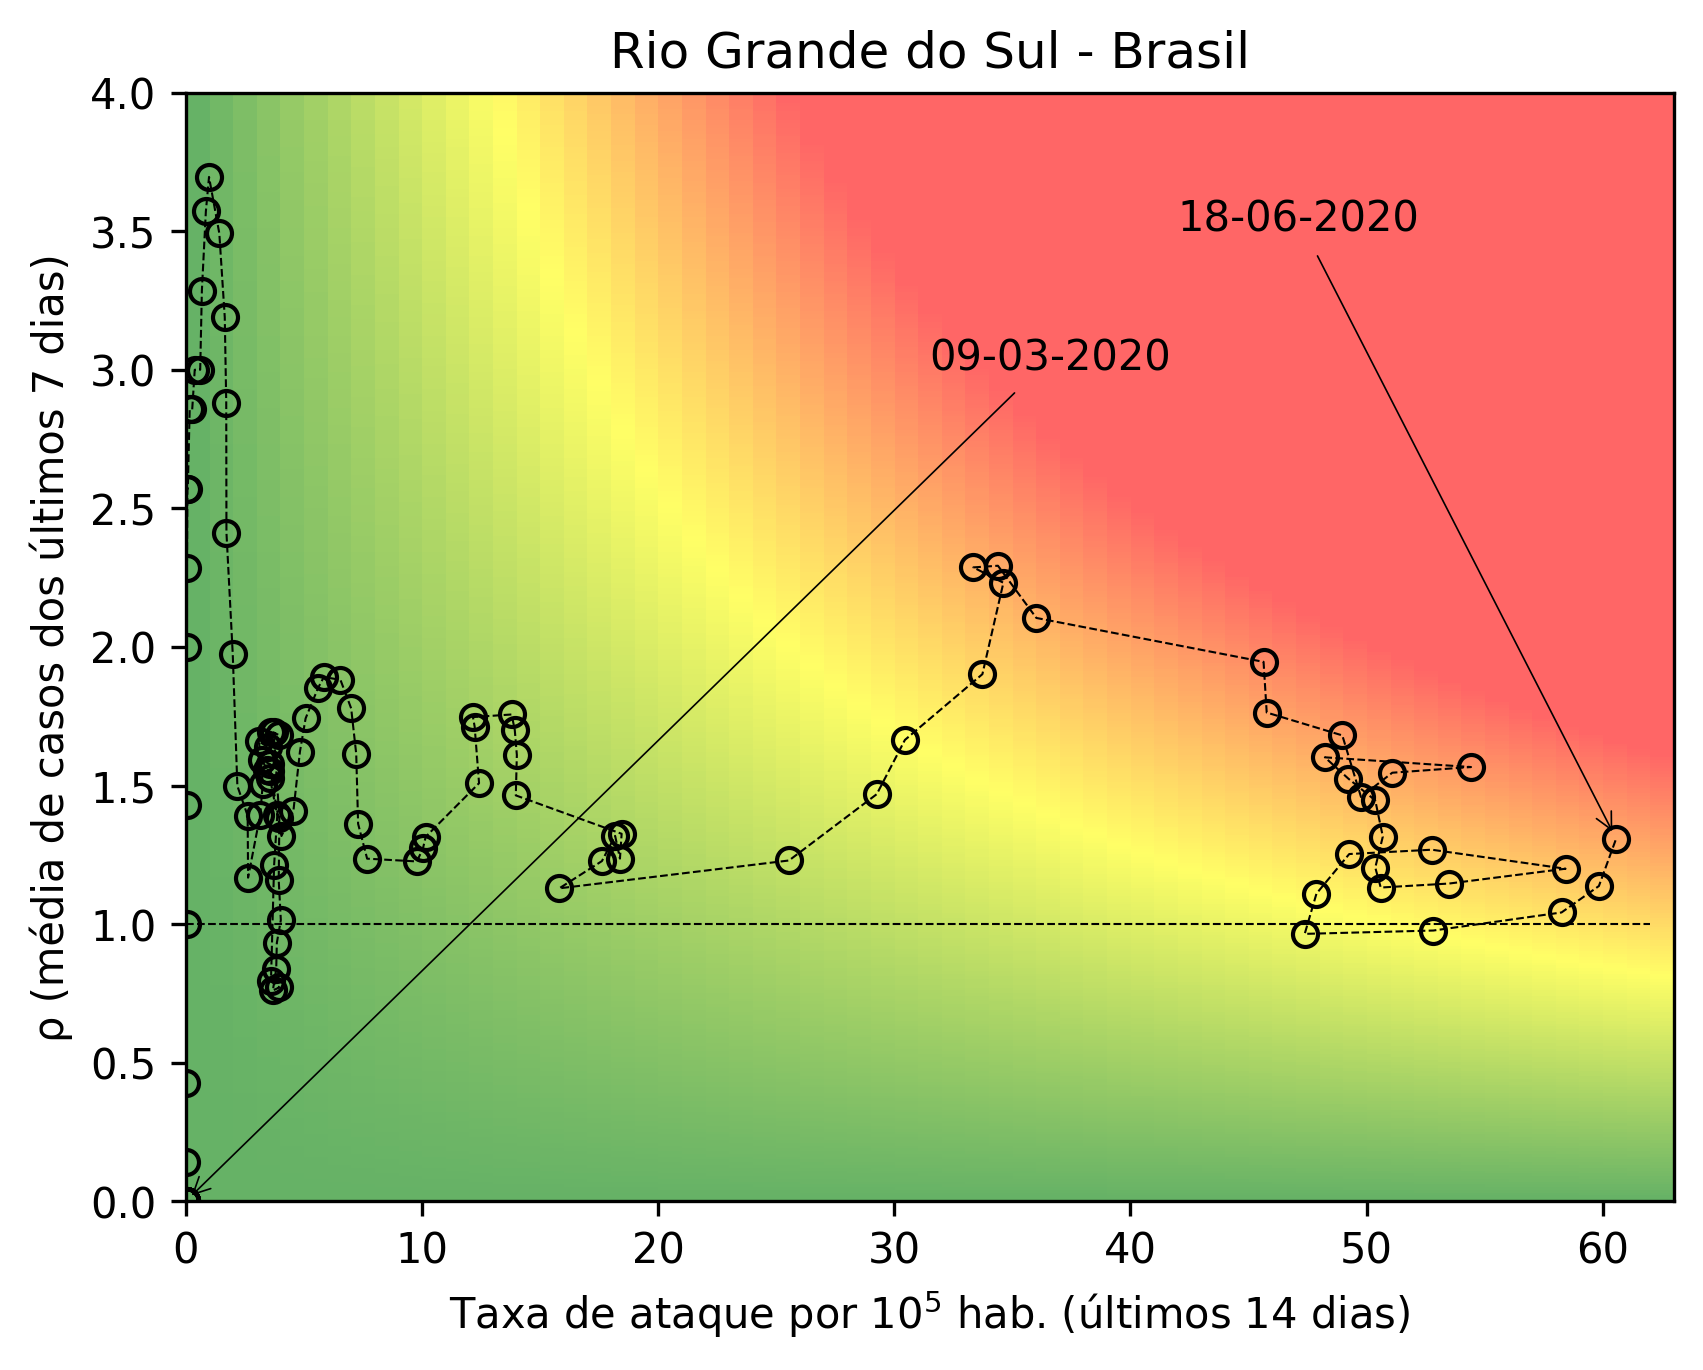 Rio Grande do Sul - Brasil
4.0
3.5
3.0
2.5
2.0
1.5
1.0
0.5
0.0
ρ (média de casos dos últimos 7 dias)
18-06-2020
09-03-2020
0 10 20 30 40 50 60
Taxa de ataque por 10⁵ hab. (últimos 14 dias)